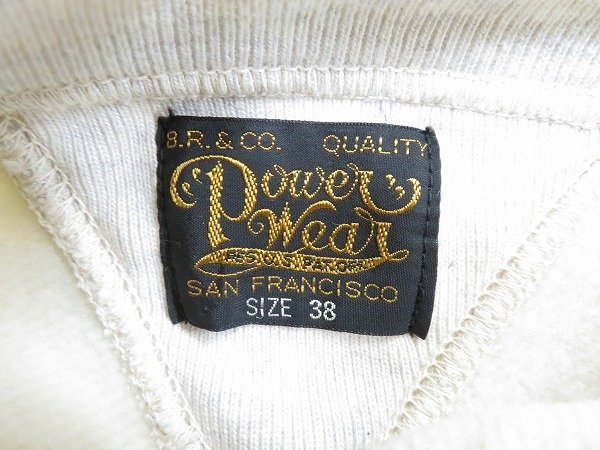 B.R. & CO. QUALITY
Power
Wear
SAN FRANCISCO
SIZE 38